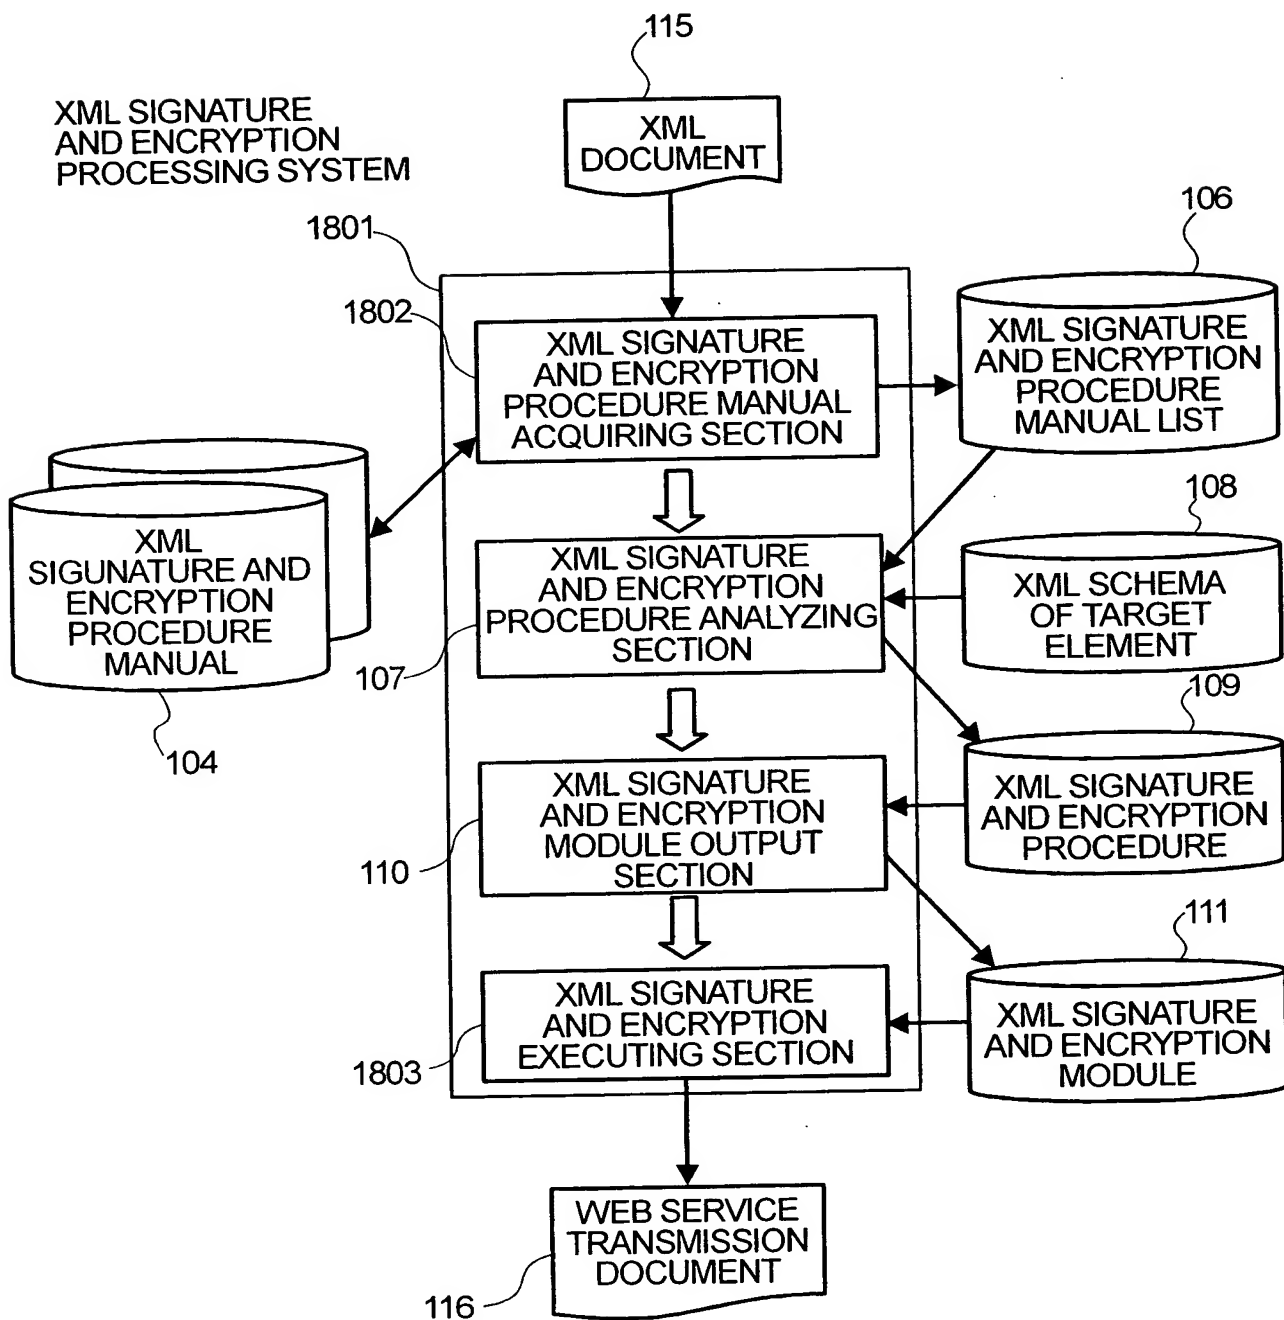 115
XML SIGNATURE
AND ENCRYPTION
PROCESSING SYSTEM
XML
DOCUMENT
1801
106
1802
XML SIGNATURE
AND ENCRYPTION
PROCEDURE MANUAL
ACQUIRING SECTION
XML SIGNATURE
AND ENCRYPTION
PROCEDURE
MANUAL LIST
XML
SIGUNATURE AND
ENCRYPTION
PROCEDURE
MANUAL
104
XML SIGNATURE
AND ENCRYPTION
PROCEDURE ANALYZING
SECTION
107
108
XML SCHEMA
OF TARGET
ELEMENT
109
XML SIGNATURE
AND ENCRYPTION
MODULE OUTPUT
SECTION
110
XML SIGNATURE
AND ENCRYPTION
PROCEDURE
111
XML SIGNATURE
AND ENCRYPTION
EXECUTING SECTION
1803
XML SIGNATURE
AND ENCRYPTION
MODULE
WEB SERVICE
TRANSMISSION
DOCUMENT
116